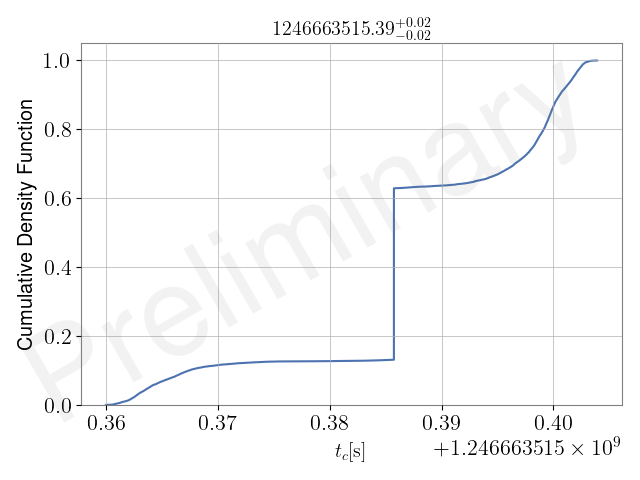 1246663515.39^{+0.02}_{-0.02}
Cumulative Density Function
1.0
0.8
0.6
0.4
0.2
0.0
Preliminary
0.36 0.37 0.38 0.39 0.40
t_c[s]
+1.246663515 × 10^9